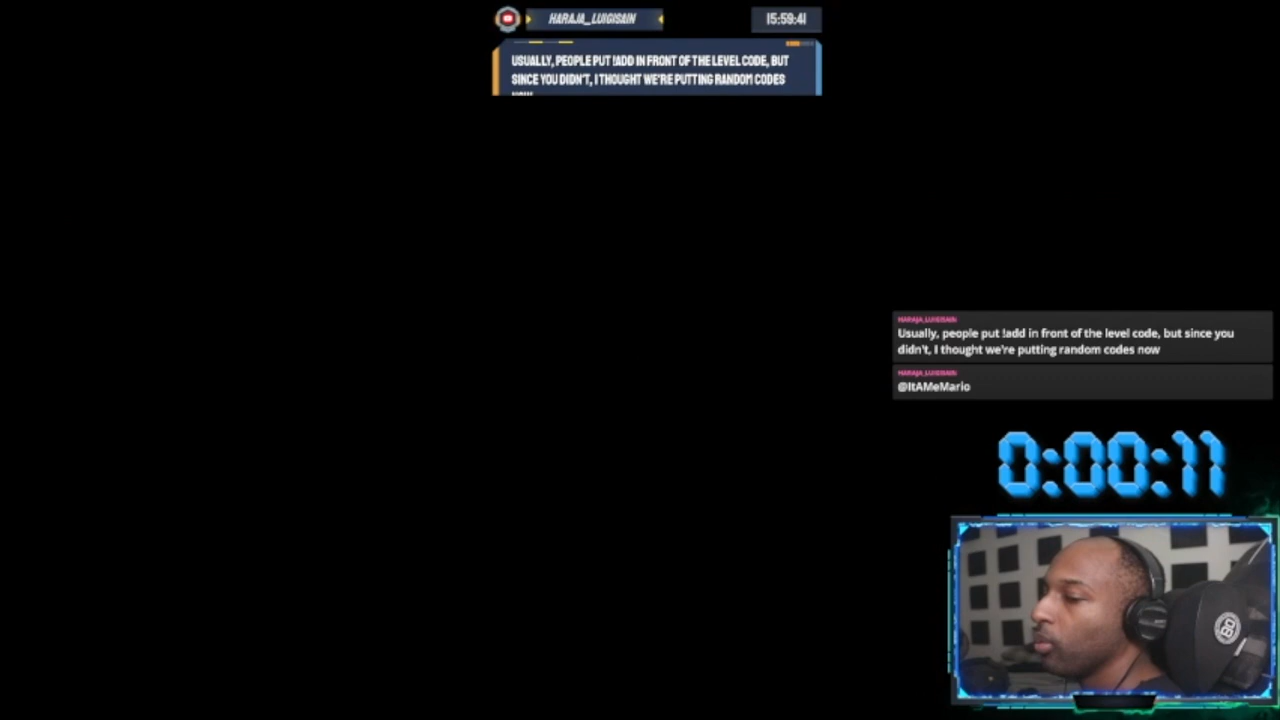 HARAJA_LUIGISAIN
15:59:41
USUALLY, PEOPLE PUT !ADD IN FRONT OF THE LEVEL CODE, BUT
SINCE YOU DIDN'T, I THOUGHT WE'RE PUTTING RANDOM CODES
HARAJA_LUIGISAIN
Usually, people put !add in front of the level code, but since you
didn't, I thought we're putting random codes now
HARAJA_LUIGISAIN
@ItAMeMario
0:00:11